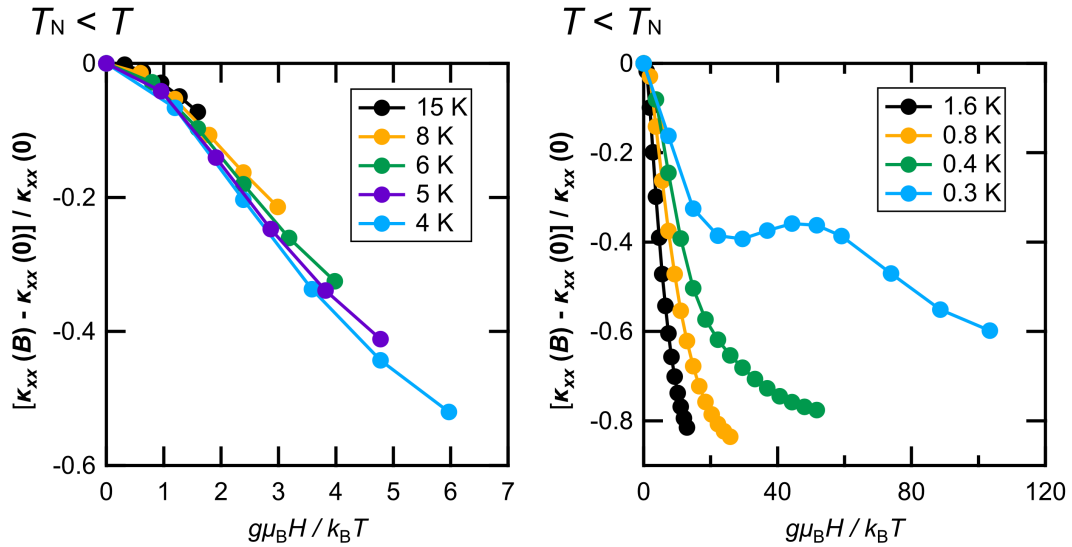 T_N < T
[κ_xx (B) - κ_xx (0)] / κ_xx (0)
0
-0.2
-0.4
-0.6
15 K
8 K
6 K
5 K
4 K
0 1 2 3 4 5 6 7
gμ_BH / k_BT
T < T_N
[κ_xx (B) - κ_xx (0)] / κ_xx (0)
0
-0.2
-0.4
-0.6
-0.8
1.6 K
0.8 K
0.4 K
0.3 K
0 40 80 120
gμ_BH / k_BT